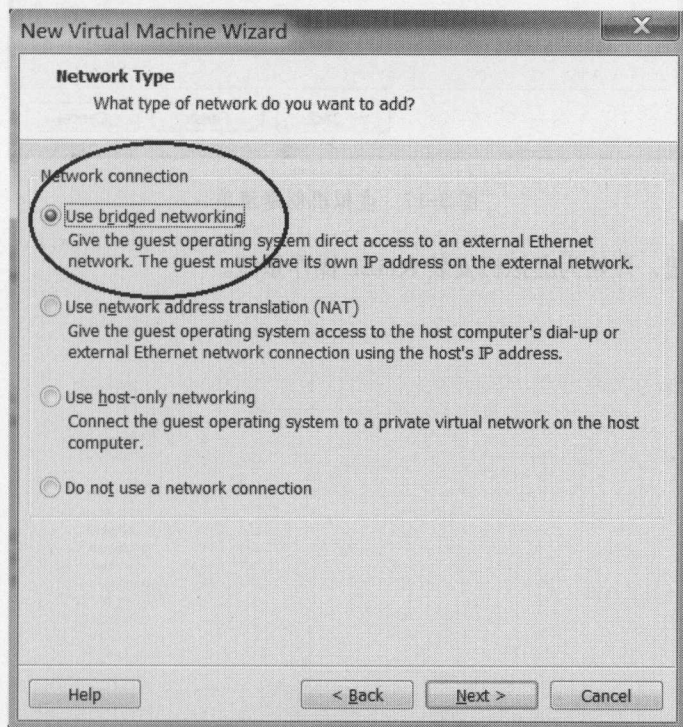 New Virtual Machine Wizard
Network Type
What type of network do you want to add?
Network connection
Use bridged networking
Give the guest operating system direct access to an external Ethernet
network. The guest must have its own IP address on the external network.
Use network address translation (NAT)
Give the guest operating system access to the host computer's dial-up or
external Ethernet network connection using the host's IP address.
Use host-only networking
Connect the guest operating system to a private virtual network on the host
computer.
Do not use a network connection
Help
< Back
Next >
Cancel